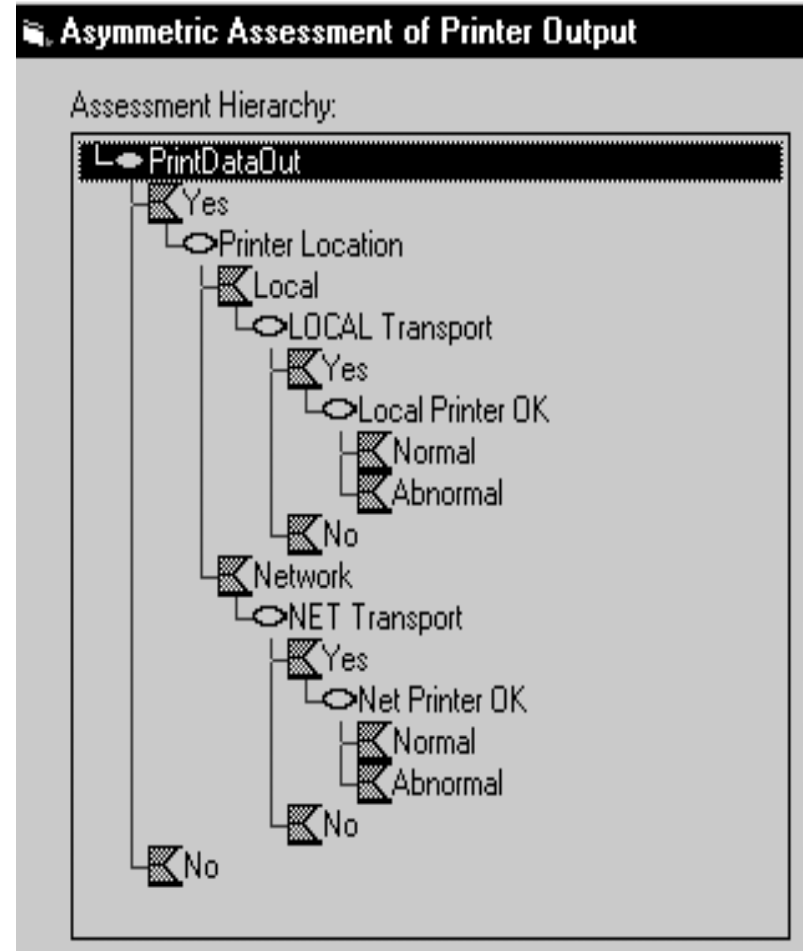 Asymmetric Assessment of Printer Output
Assessment Hierarchy:
PrintDataOut
Yes
Printer Location
Local
LOCAL Transport
Yes
Local Printer OK
Normal
Abnormal
No
Network
NET Transport
Yes
Net Printer OK
Normal
Abnormal
No
No